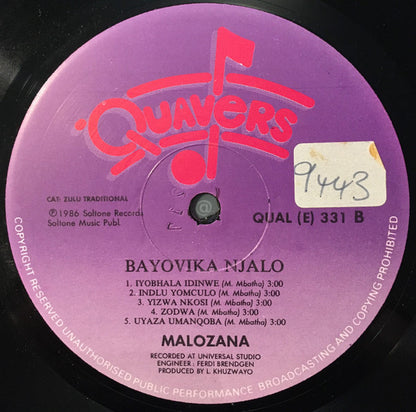 QUAVERS
CAT: ZULU TRADITIONAL
℗ 1986 Soltone Records
Soltone Music Publ.
9443
QUAL (E) 331 B
BAYOVIKA NJALO
1. IYOBHALA IDINWE (M. Mbatha) 3:00
2. INDLU YOMCULO (M. Mbatha) 3:00
3. YIZWA NKOSI (M. Mbatha) 3:00
4. ZODWA (M. Mbatha) 3:00
5. UYAZA UMANQOBA (M. Mbatha) 3:00
MALOZANA
RECORDED AT UNIVERSAL STUDIO
ENGINEER: FERDI BRENDGEN
PRODUCED BY L. KHUZWAYO
COPYRIGHT RESERVED UNAUTHORISED PUBLIC PERFORMANCE BROADCASTING AND COPYING PROHIBITED